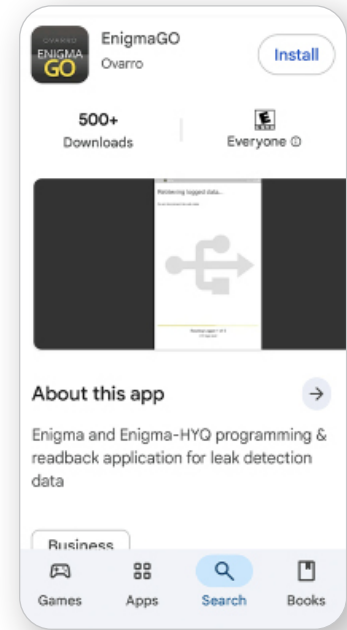 OVARRO
ENIGMA
GO
EnigmaGO
Ovarro
Install
500+
Downloads
E
Everyone
Retrieving logged data...
About this app
Enigma and Enigma-HYQ programming &
readback application for leak detection
data
Business
Games
Apps
Search
Books